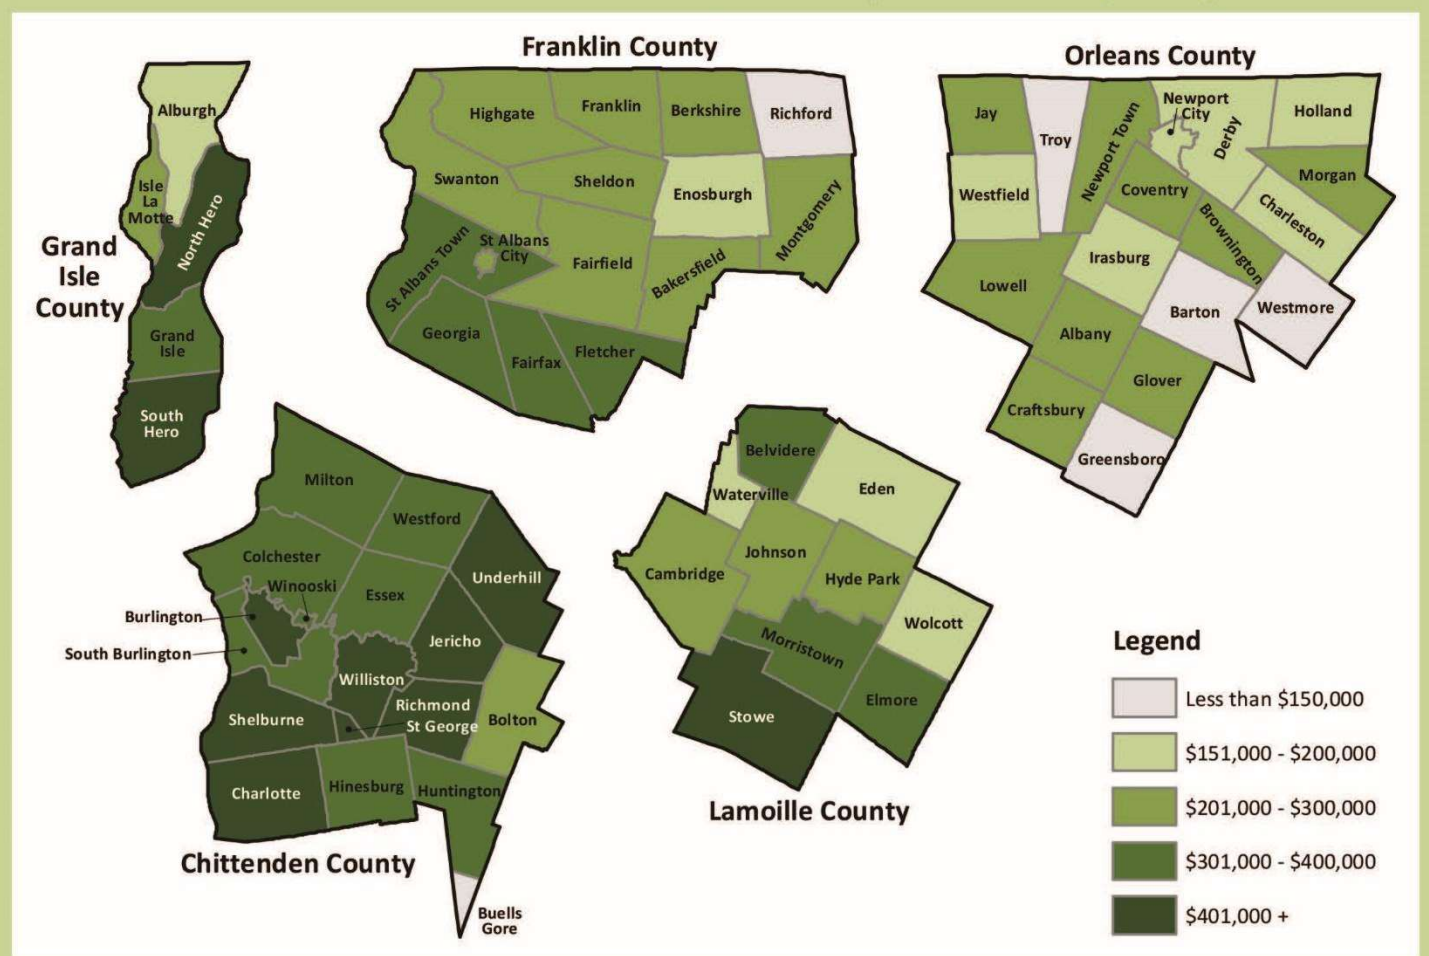 Franklin County
Orleans County
Alburgh
Isle
La
Motte
North Hero
Grand
Isle
County
Grand
Isle
South
Hero
Highgate
Franklin
Berkshire
Richford
Swanton
Sheldon
Enosburgh
Montgomery
St Albans Town
St Albans
City
Fairfield
Bakersfield
Georgia
Fairfax
Fletcher
Jay
Troy
Newport Town
Newport
City
Derby
Holland
Morgan
Westfield
Coventry
Brownington
Charleston
Irasburg
Lowell
Barton
Westmore
Albany
Glover
Craftsbury
Greensboro
Milton
Westford
Colchester
Winooski
Essex
Underhill
Burlington
South Burlington
Jericho
Williston
Richmond
St George
Bolton
Shelburne
Charlotte
Hinesburg
Huntington
Chittenden County
Buells
Gore
Belvidere
Waterville
Eden
Johnson
Cambridge
Hyde Park
Wolcott
Morristown
Elmore
Stowe
Lamoille County
Legend
Less than $150,000
$151,000 - $200,000
$201,000 - $300,000
$301,000 - $400,000
$401,000 +